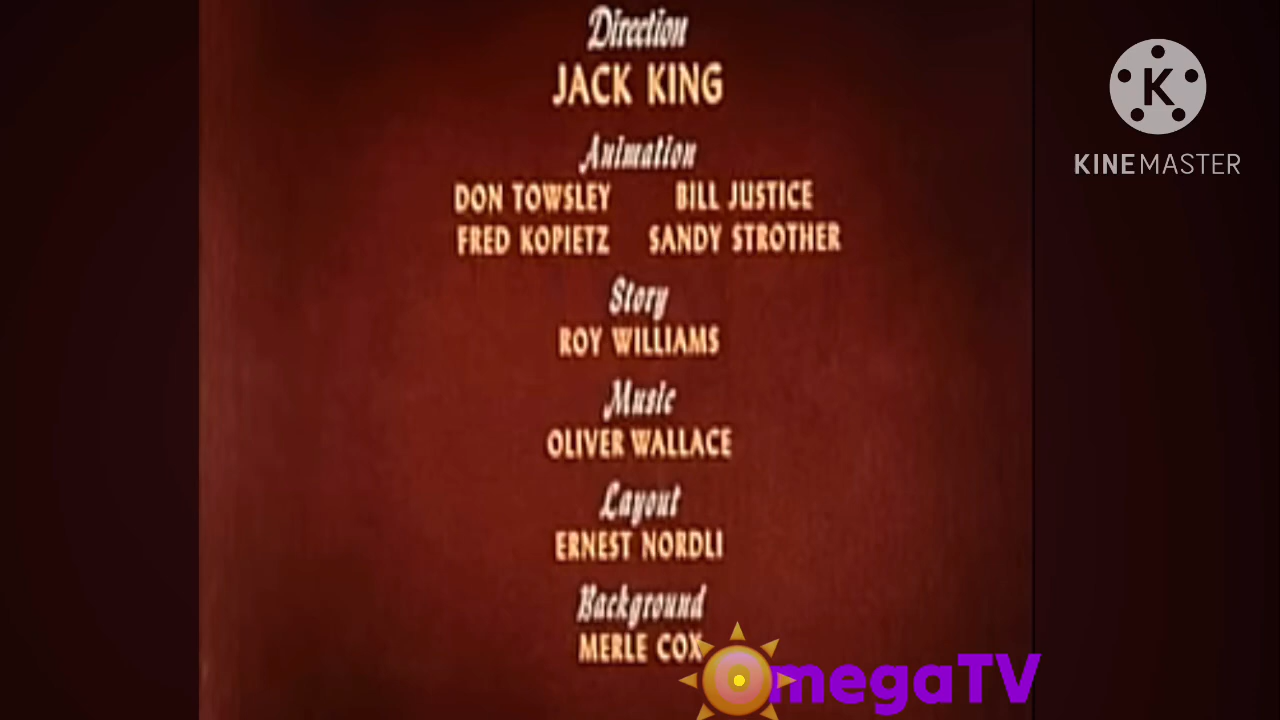 Direction
JACK KING
Animation
DON TOWSLEY BILL JUSTICE
FRED KOPIETZ SANDY STROTHER
Story
ROY WILLIAMS
Music
OLIVER WALLACE
Layout
ERNEST NORDLI
Background
MERLE COX
K
KINEMASTER
OmegaTV